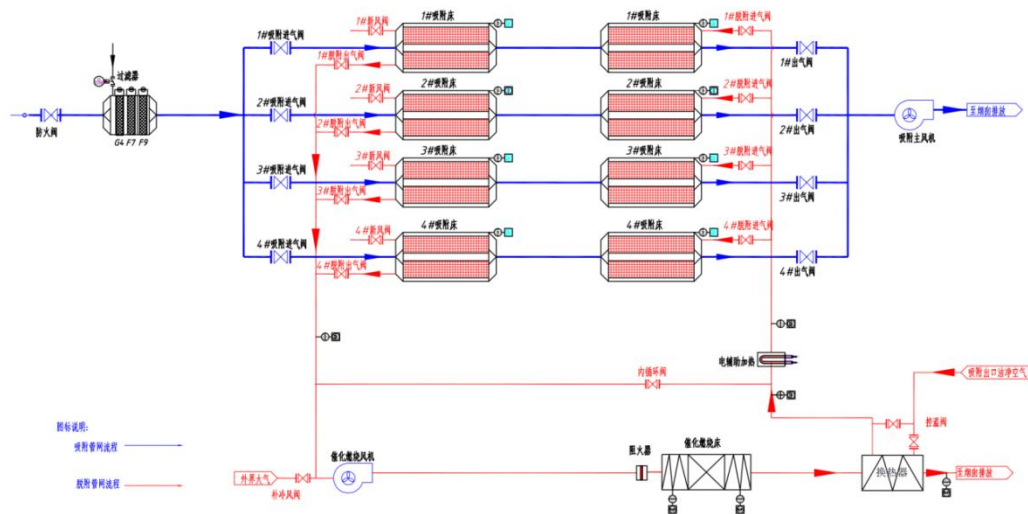 1#新风阀
1#吸附床
1#吸附床
1#脱附进气阀
1#吸附进气阀
1#脱附出气阀
1#出气阀
过滤器
2#新风阀
2#吸附床
2#吸附床
2#脱附进气阀
2#吸附进气阀
2#脱附出气阀
2#出气阀
防火阀
G4 F7 F9
吸附主风机
至烟囱排放
3#新风阀
3#吸附床
3#吸附床
3#脱附进气阀
3#吸附进气阀
3#脱附出气阀
3#出气阀
4#新风阀
4#吸附床
4#吸附床
4#脱附进气阀
4#吸附进气阀
4#脱附出气阀
4#出气阀
电辅助加热
内循环阀
吸附出口洁净空气
控温阀
图标说明:
吸附管网流程
脱附管网流程
外界大气
补冷风阀
催化燃烧风机
阻火器
催化燃烧床
换热器
至烟囱排放